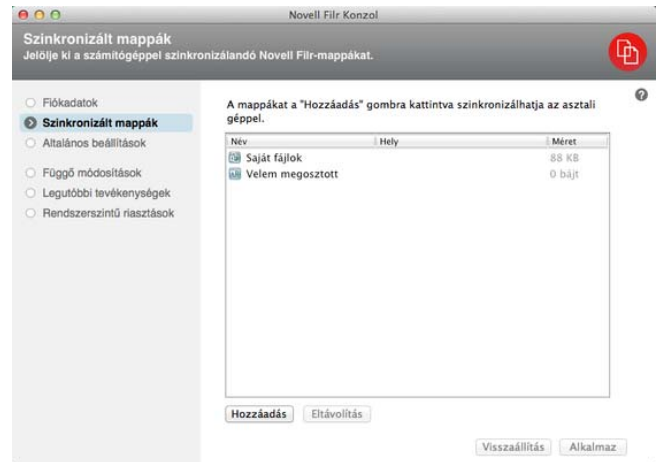 Novell Filr Konzol
Szinkronizált mappák
Jelölje ki a számítógéppel szinkronizálandó Novell Filr-mappákat.
Fiókadatok
Szinkronizált mappák
Általános beállítások
Függő módosítások
Legutóbbi tevékenységek
Rendszerszintű riasztások
A mappákat a "Hozzáadás" gombra kattintva szinkronizálhatja az asztali
géppel.
Név Hely Méret
Saját fájlok 88 KB
Velem megosztott 0 bájt
Hozzáadás Eltávolítás
Visszaállítás Alkalmaz